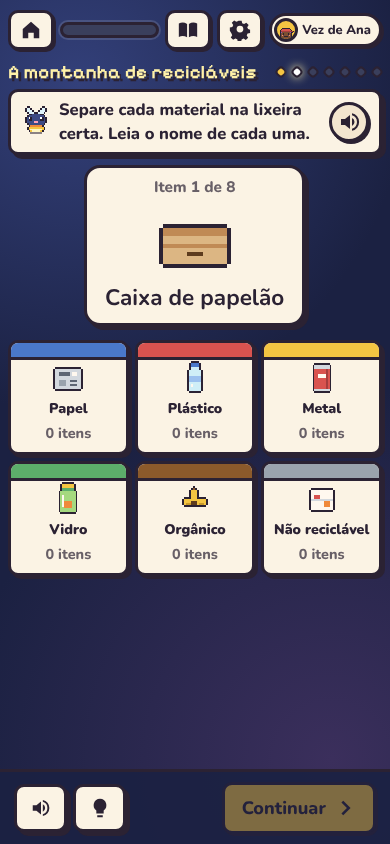 Vez de Ana
A montanha de recicláveis
Separe cada material na lixeira
certa. Leia o nome de cada uma.
Item 1 de 8
Caixa de papelão
Papel
0 itens
Plástico
0 itens
Metal
0 itens
Vidro
0 itens
Orgânico
0 itens
Não reciclável
0 itens
Continuar